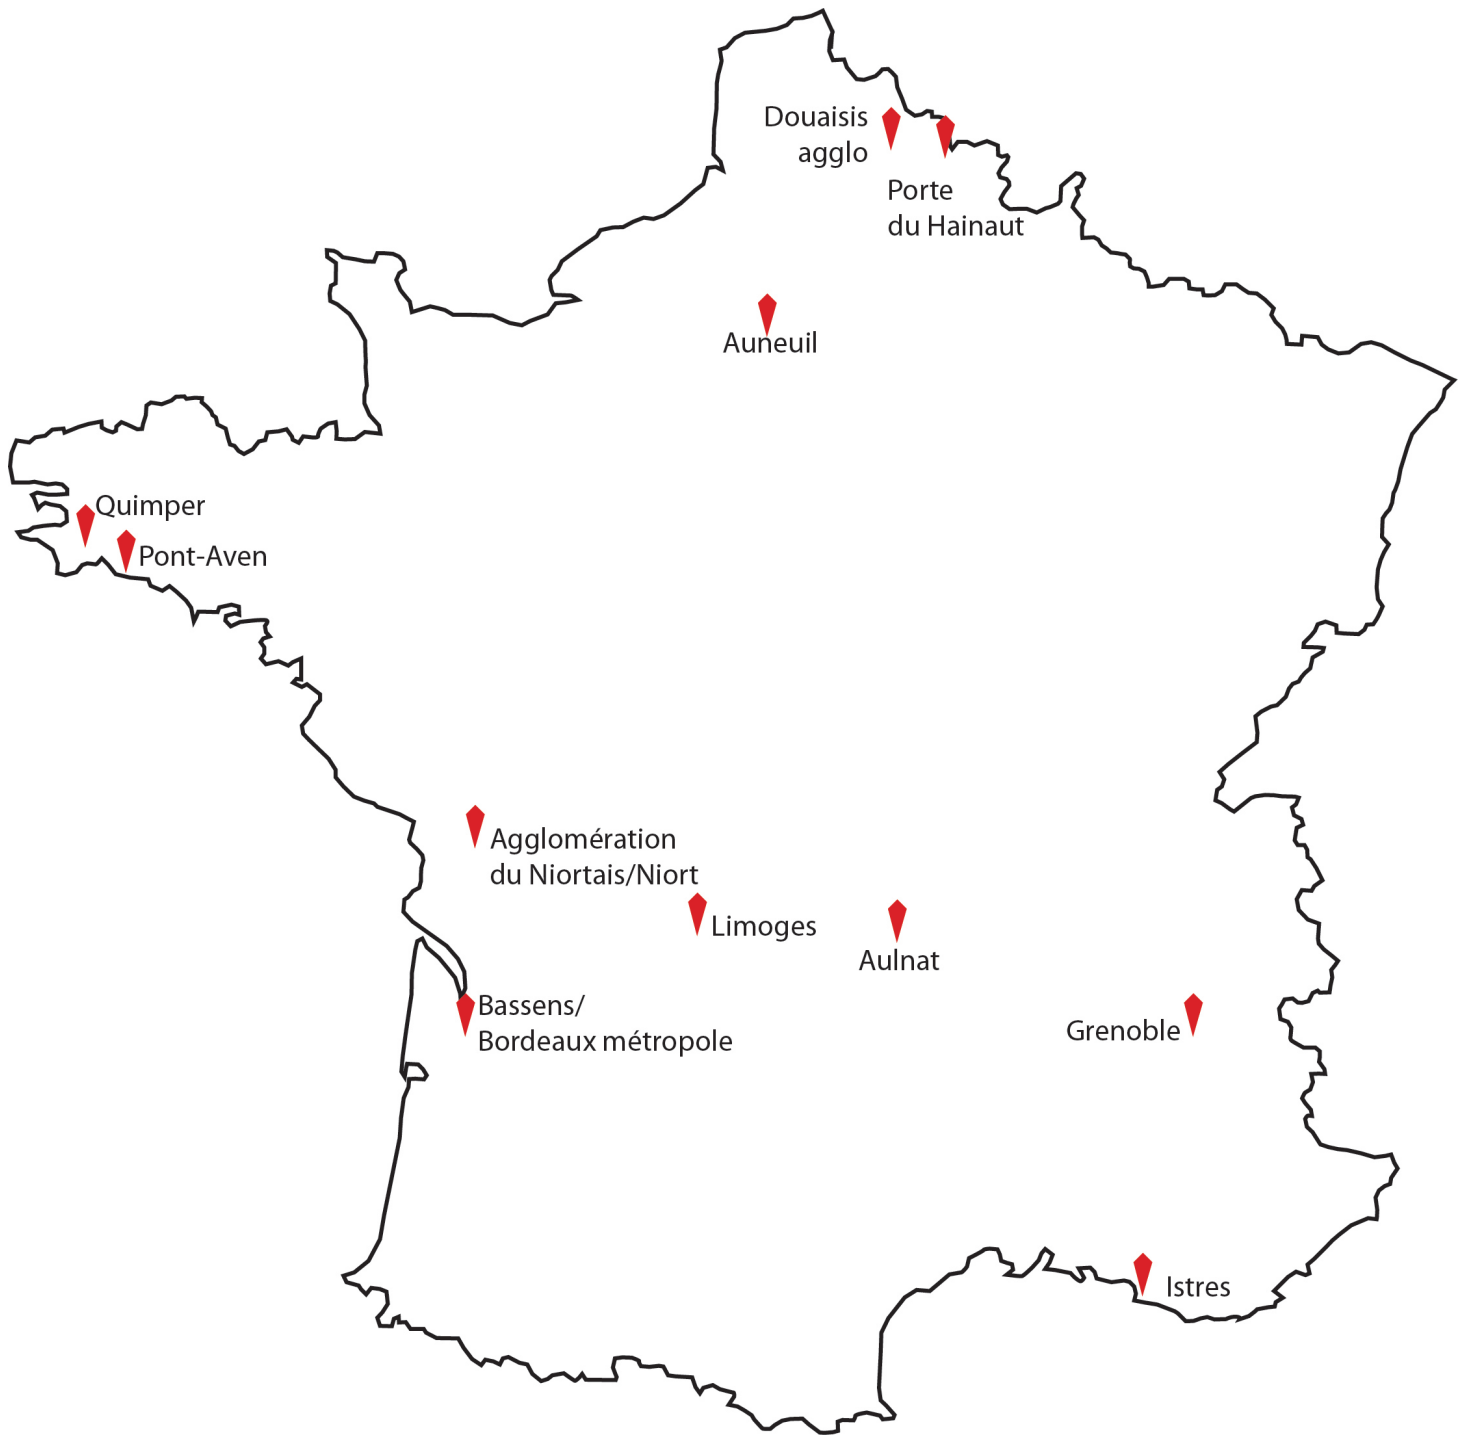 Douaisis
agglo
Porte
du Hainaut
Auneuil
Quimper
Pont-Aven
Agglomération
du Niortais/Niort
Limoges
Aulnat
Bassens/
Bordeaux métropole
Grenoble
Istres